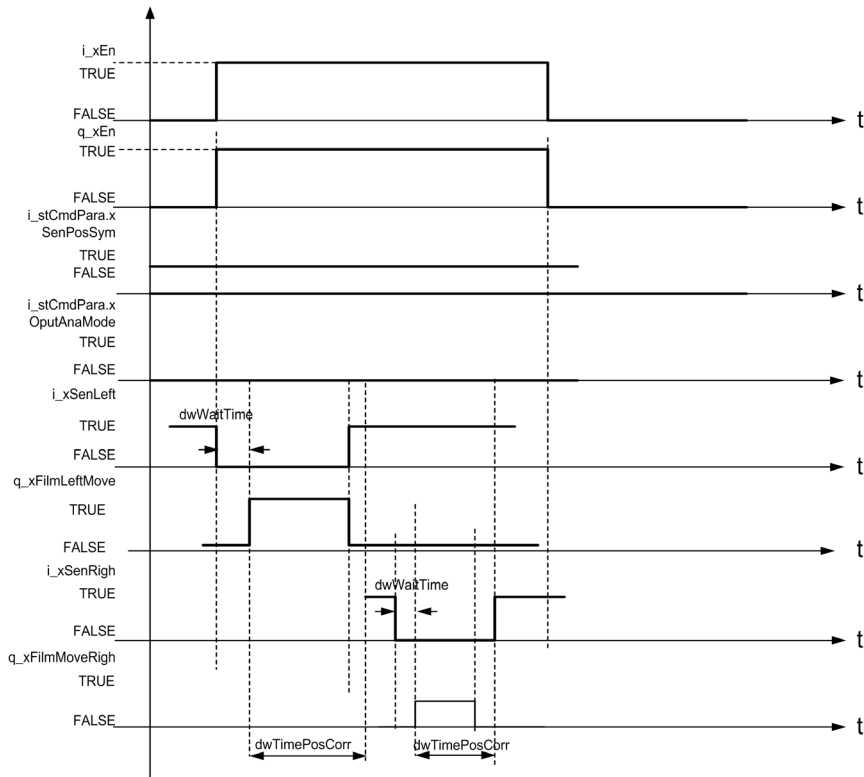 i_xEn
TRUE
FALSE
t
q_xEn
TRUE
FALSE
t
i_stCmdPara.x
SenPosSym
TRUE
FALSE
t
i_stCmdPara.x
OputAnaMode
TRUE
FALSE
t
i_xSenLeft
dwWaitTime
TRUE
FALSE
t
q_xFilmLeftMove
TRUE
FALSE
t
i_xSenRigh
dwWaitTime
TRUE
FALSE
t
q_xFilmMoveRigh
TRUE
FALSE
t
dwTimePosCorr
dwTimePosCorr